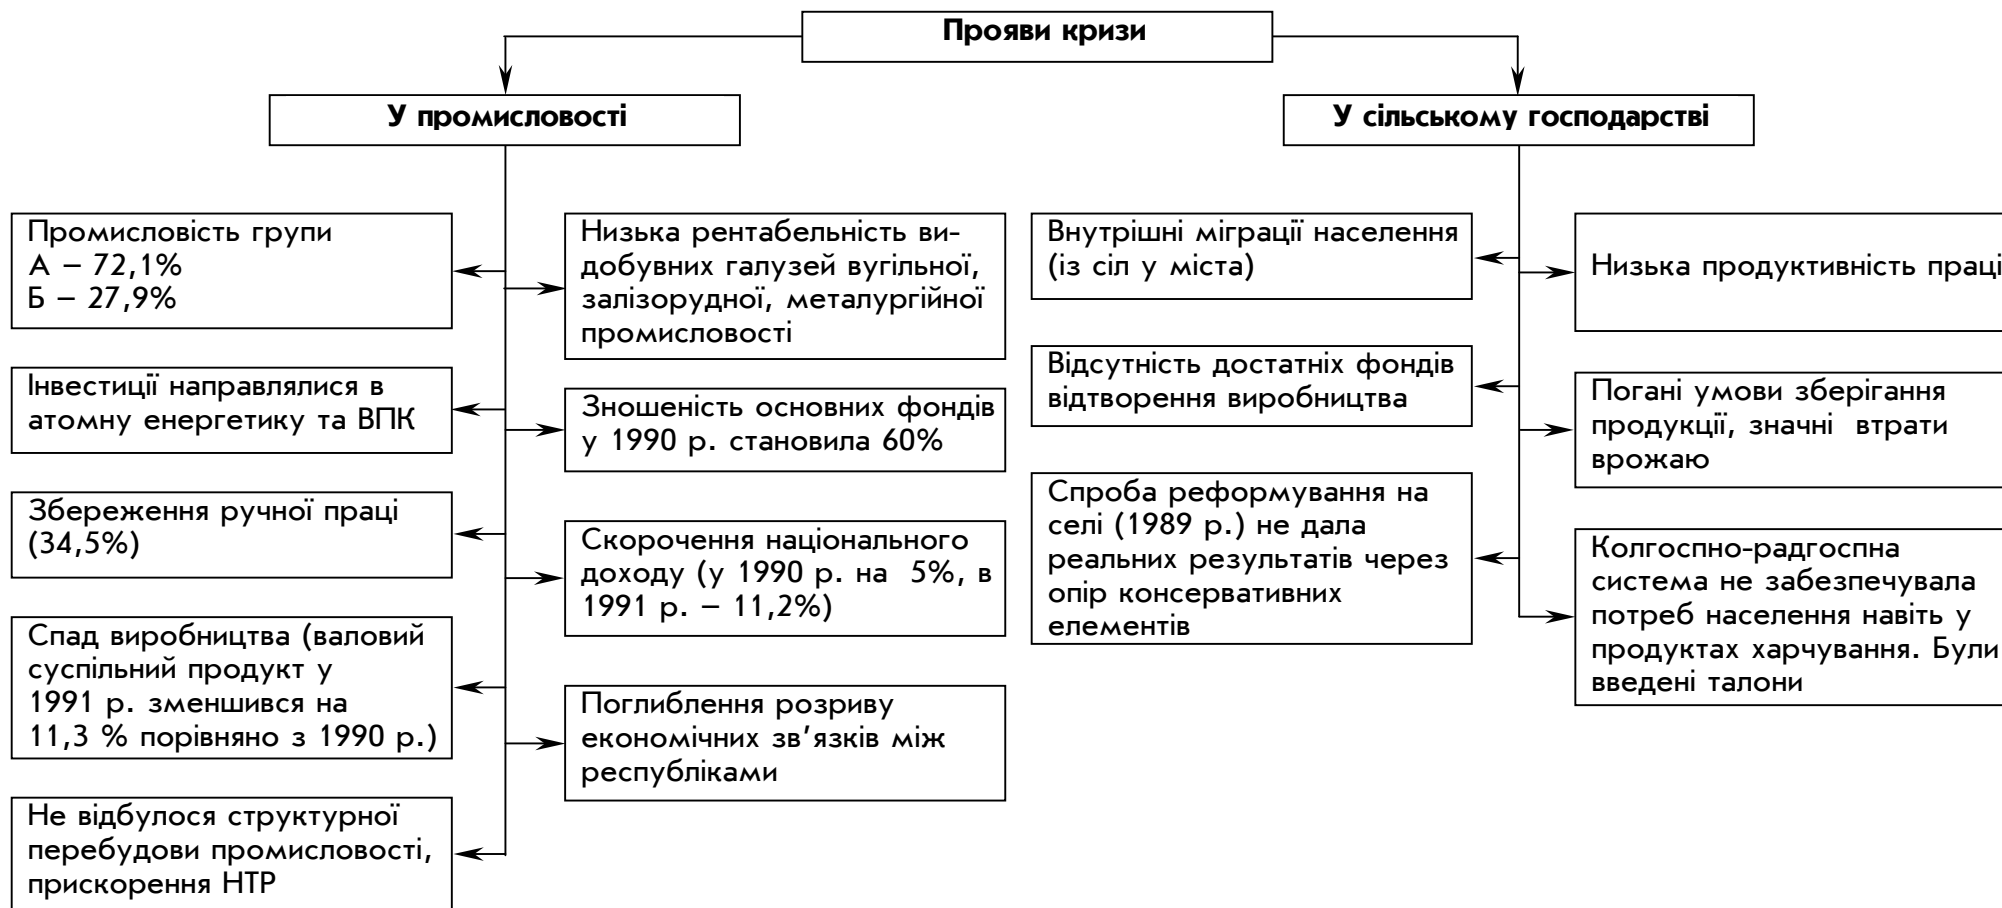 Прояви кризи
У промисловості
Промисловість групи
А – 72,1%
Б – 27,9%
Інвестиції направлялися в
атомну енергетику та ВПК
Збереження ручної праці
(34,5%)
Спад виробництва (валовий
суспільний продукт у
1991 р. зменшився на
11,3 % порівняно з 1990 р.)
Не відбулося структурної
перебудови промисловості,
прискорення НТР
Низька рентабельність ви-
добувних галузей вугільної,
залізорудної, металургійної
промисловості
Зношеність основних фондів
у 1990 р. становила 60%
Скорочення національного
доходу (у 1990 р. на 5%, в
1991 р. – 11,2%)
Поглиблення розриву
економічних зв’язків між
республіками
У сільському господарстві
Внутрішні міграції населення
(із сіл у міста)
Відсутність достатніх фондів
відтворення виробництва
Спроба реформування на
селі (1989 р.) не дала
реальних результатів через
опір консервативних
елементів
Низька продуктивність праці
Погані умови зберігання
продукції, значні втрати
врожаю
Колгоспно-радгоспна
система не забезпечувала
потреб населення навіть у
продуктах харчування. Були
введені талони